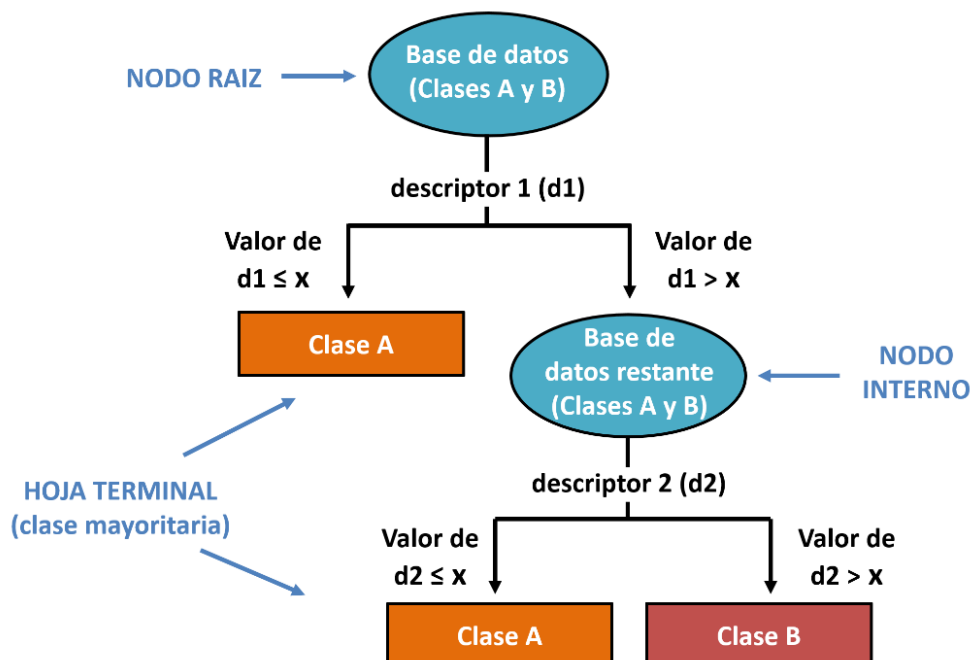 Base de datos
(Clases A y B)
NODO RAIZ
descriptor 1 (d1)
Valor de
d1 ≤ x
Valor de
d1 > x
Clase A
Base de
datos restante
(Clases A y B)
NODO
INTERNO
HOJA TERMINAL
(clase mayoritaria)
descriptor 2 (d2)
Valor de
d2 ≤ x
Valor de
d2 > x
Clase A
Clase B